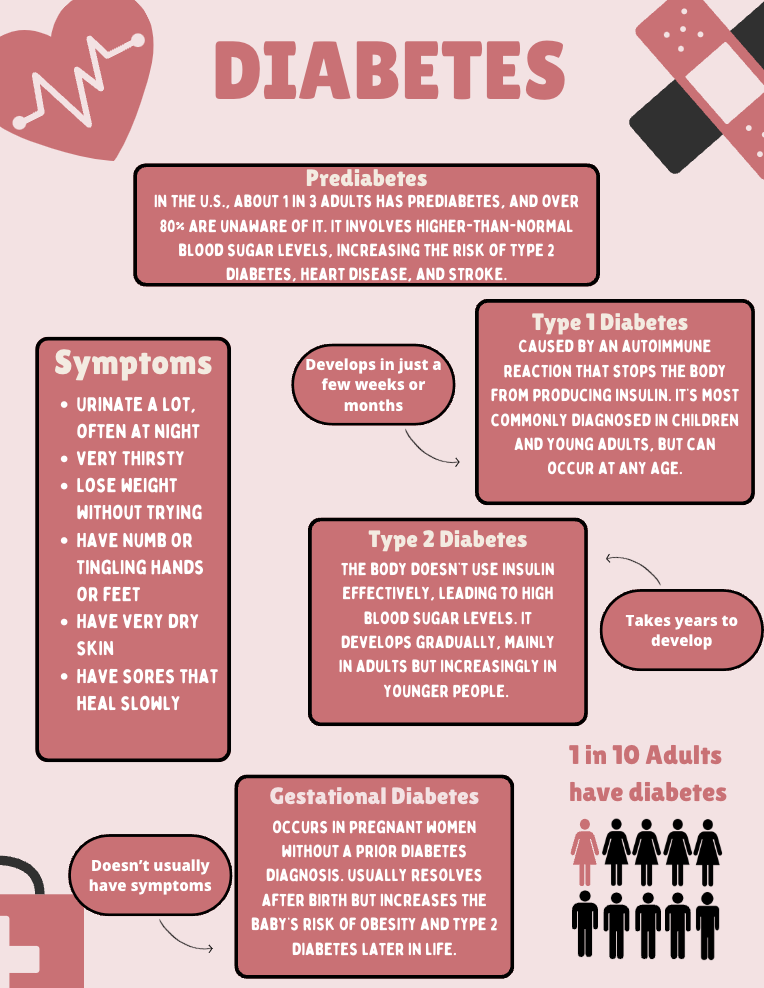 DIABETES
Prediabetes
IN THE U.S., ABOUT 1 IN 3 ADULTS HAS PREDIABETES, AND OVER
80% ARE UNAWARE OF IT. IT INVOLVES HIGHER-THAN-NORMAL
BLOOD SUGAR LEVELS, INCREASING THE RISK OF TYPE 2
DIABETES, HEART DISEASE, AND STROKE.
Type 1 Diabetes
CAUSED BY AN AUTOIMMUNE
REACTION THAT STOPS THE BODY
FROM PRODUCING INSULIN. IT'S MOST
COMMONLY DIAGNOSED IN CHILDREN
AND YOUNG ADULTS, BUT CAN
OCCUR AT ANY AGE.
Develops in just a
few weeks or
months
Symptoms
• URINATE A LOT,
OFTEN AT NIGHT
• VERY THIRSTY
• LOSE WEIGHT
WITHOUT TRYING
• HAVE NUMB OR
TINGLING HANDS
OR FEET
• HAVE VERY DRY
SKIN
• HAVE SORES THAT
HEAL SLOWLY
Type 2 Diabetes
THE BODY DOESN'T USE INSULIN
EFFECTIVELY, LEADING TO HIGH
BLOOD SUGAR LEVELS. IT
DEVELOPS GRADUALLY, MAINLY
IN ADULTS BUT INCREASINGLY IN
YOUNGER PEOPLE.
Takes years to
develop
1 in 10 Adults
have diabetes
Gestational Diabetes
OCCURS IN PREGNANT WOMEN
WITHOUT A PRIOR DIABETES
DIAGNOSIS. USUALLY RESOLVES
AFTER BIRTH BUT INCREASES THE
BABY'S RISK OF OBESITY AND TYPE 2
DIABETES LATER IN LIFE.
Doesn't usually
have symptoms